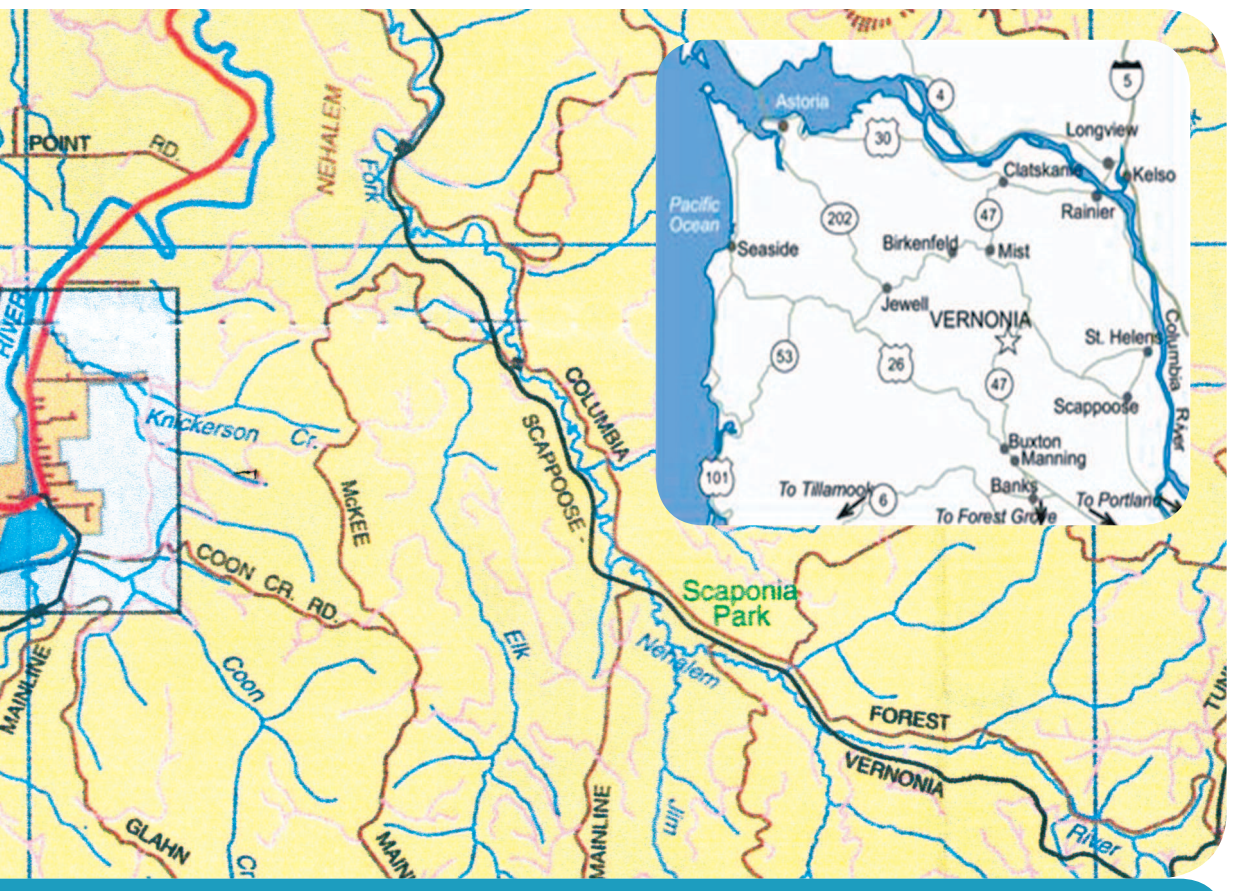 POINT RD.
NEHALEM
Fork
RIVER
Knickerson Cr.
McKEE
COLUMBIA
SCAPPOOSE -
COON CR. RD.
Scaponia
Park
Nehalem
MAINLINE
Coon
Elk
FOREST
VERNONIA
GLAHN
Cr
MAINLINE
Jim
River
4
5
Astoria
30
Longview
Clatskanie
Kelso
Rainier
Pacific
Ocean
202
47
Birkenfeld
Mist
Seaside
Jewell
VERNONIA
St. Helens
Columbia River
53
26
47
Scappoose
Buxton
Manning
101
To Tillamook
6
Banks
To Portland
To Forest Grove